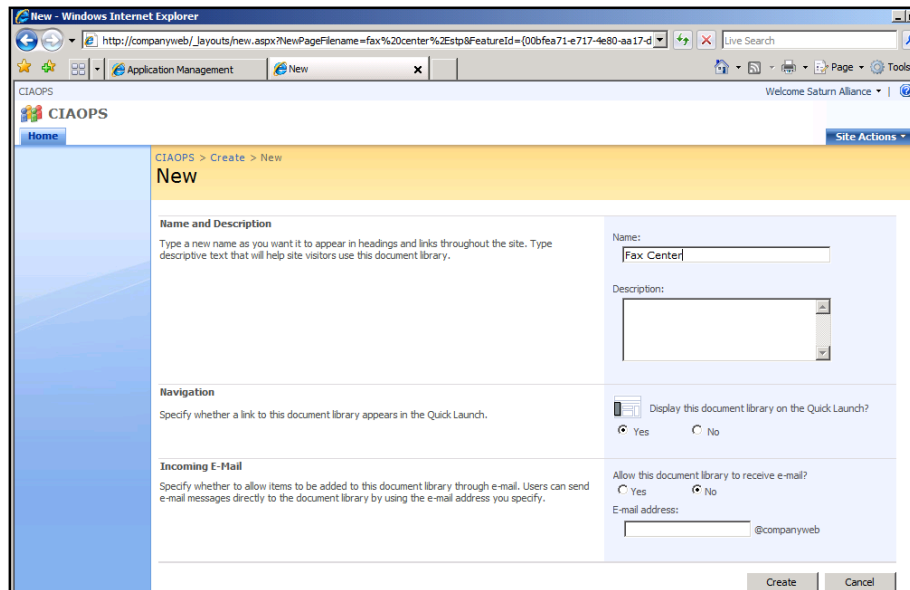 New - Windows Internet Explorer
http://companyweb/_layouts/new.aspx?NewPageFilename=fax%20center%2Estp&FeatureId={00bfea71-e717-4e80-aa17-d
Live Search
Application Management
New
Page
Tools
CIAOPS
Welcome Saturn Alliance
CIAOPS
Home
Site Actions
CIAOPS > Create > New
New
Name and Description
Type a new name as you want it to appear in headings and links throughout the site. Type
descriptive text that will help site visitors use this document library.
Name:
Fax Center
Description:
Navigation
Specify whether a link to this document library appears in the Quick Launch.
Display this document library on the Quick Launch?
Yes
No
Incoming E-Mail
Specify whether to allow items to be added to this document library through e-mail. Users can send
e-mail messages directly to the document library by using the e-mail address you specify.
Allow this document library to receive e-mail?
Yes
No
E-mail address:
@companyweb
Create
Cancel